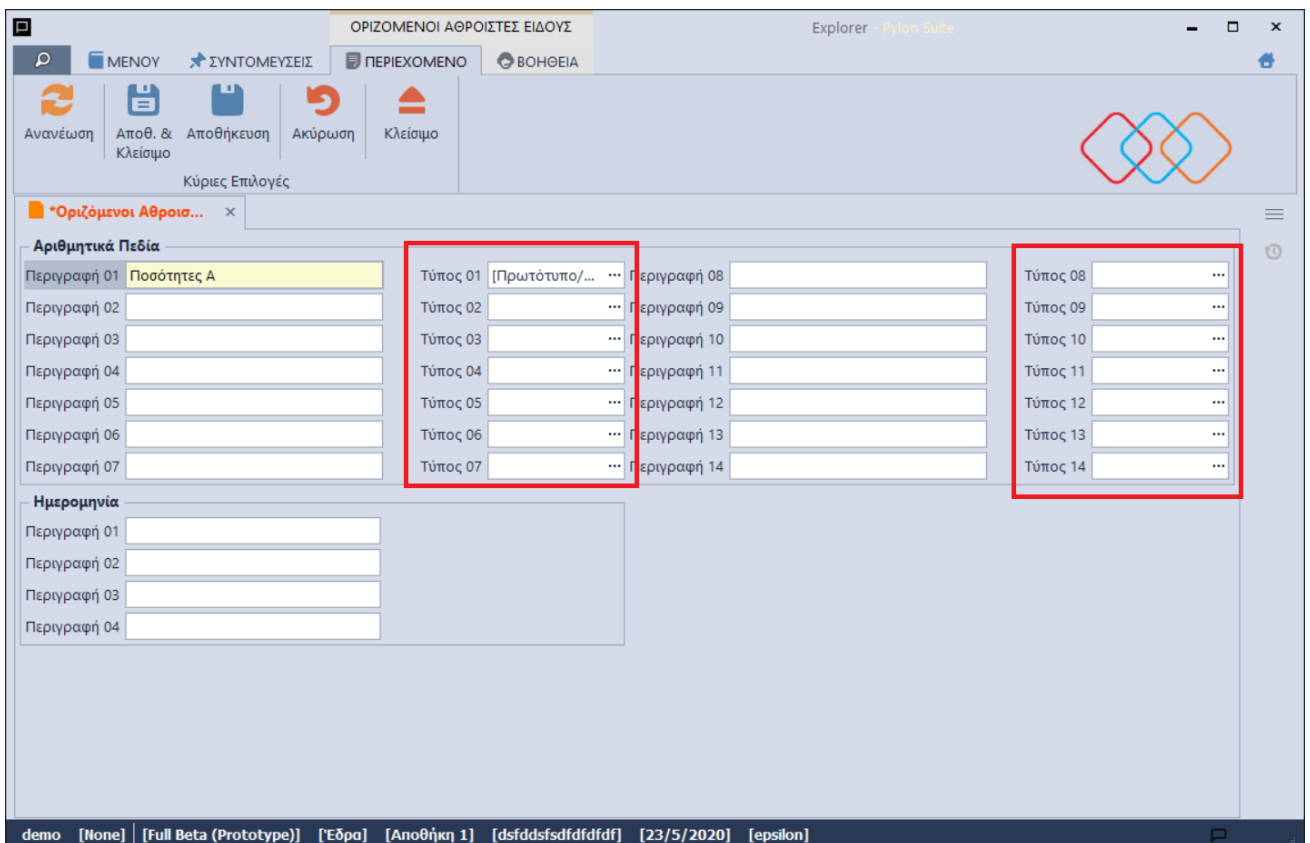 ΟΡΙΖΟΜΕΝΟΙ ΑΘΡΟΙΣΤΕΣ ΕΙΔΟΥΣ
Explorer - Pylon Suite
ΜΕΝΟΥ ΣΥΝΤΟΜΕΥΣΕΙΣ ΠΕΡΙΕΧΟΜΕΝΟ ΒΟΗΘΕΙΑ
Ανανέωση Αποθ. & Αποθήκευση Ακύρωση Κλείσιμο
Κλείσιμο
Κύριες Επιλογές
*Οριζόμενοι Αθροισ...
Αριθμητικά Πεδία
Περιγραφή 01 Ποσότητες Α Τύπος 01 [Πρωτότυπο/... ... Περιγραφή 08 Τύπος 08 ...
Περιγραφή 02 Τύπος 02 ... Περιγραφή 09 Τύπος 09 ...
Περιγραφή 03 Τύπος 03 ... Περιγραφή 10 Τύπος 10 ...
Περιγραφή 04 Τύπος 04 ... Περιγραφή 11 Τύπος 11 ...
Περιγραφή 05 Τύπος 05 ... Περιγραφή 12 Τύπος 12 ...
Περιγραφή 06 Τύπος 06 ... Περιγραφή 13 Τύπος 13 ...
Περιγραφή 07 Τύπος 07 ... Περιγραφή 14 Τύπος 14 ...
Ημερομηνία
Περιγραφή 01
Περιγραφή 02
Περιγραφή 03
Περιγραφή 04
demo [None] [Full Beta (Prototype)] [Έδρα] [Αποθήκη 1] [dsfddsfsdfdfdfdf] [23/5/2020] [epsilon]